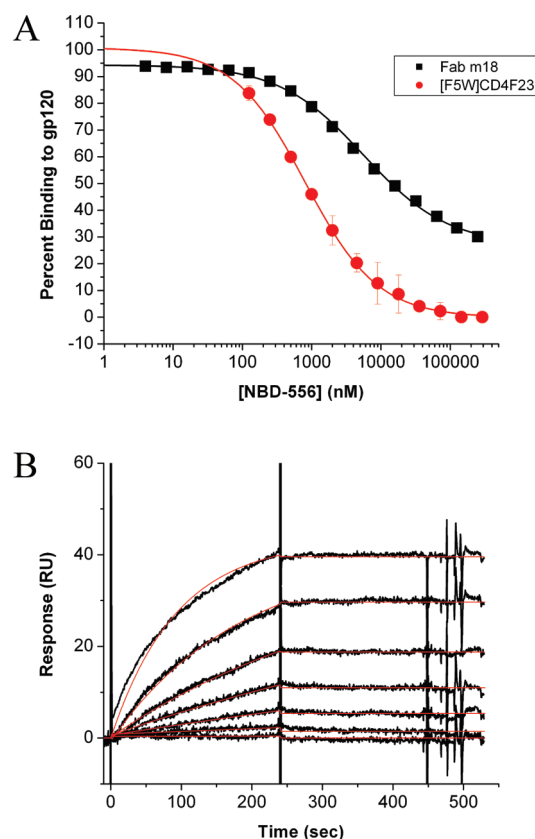 A
110
100
90
80
70
60
50
40
30
20
10
0
-10
Percent Binding to gp120
Fab m18
[F5W]CD4F23
1 10 100 1000 10000 100000
[NBD-556] (nM)
B
60
40
20
0
Response (RU)
0 100 200 300 400 500
Time (sec)